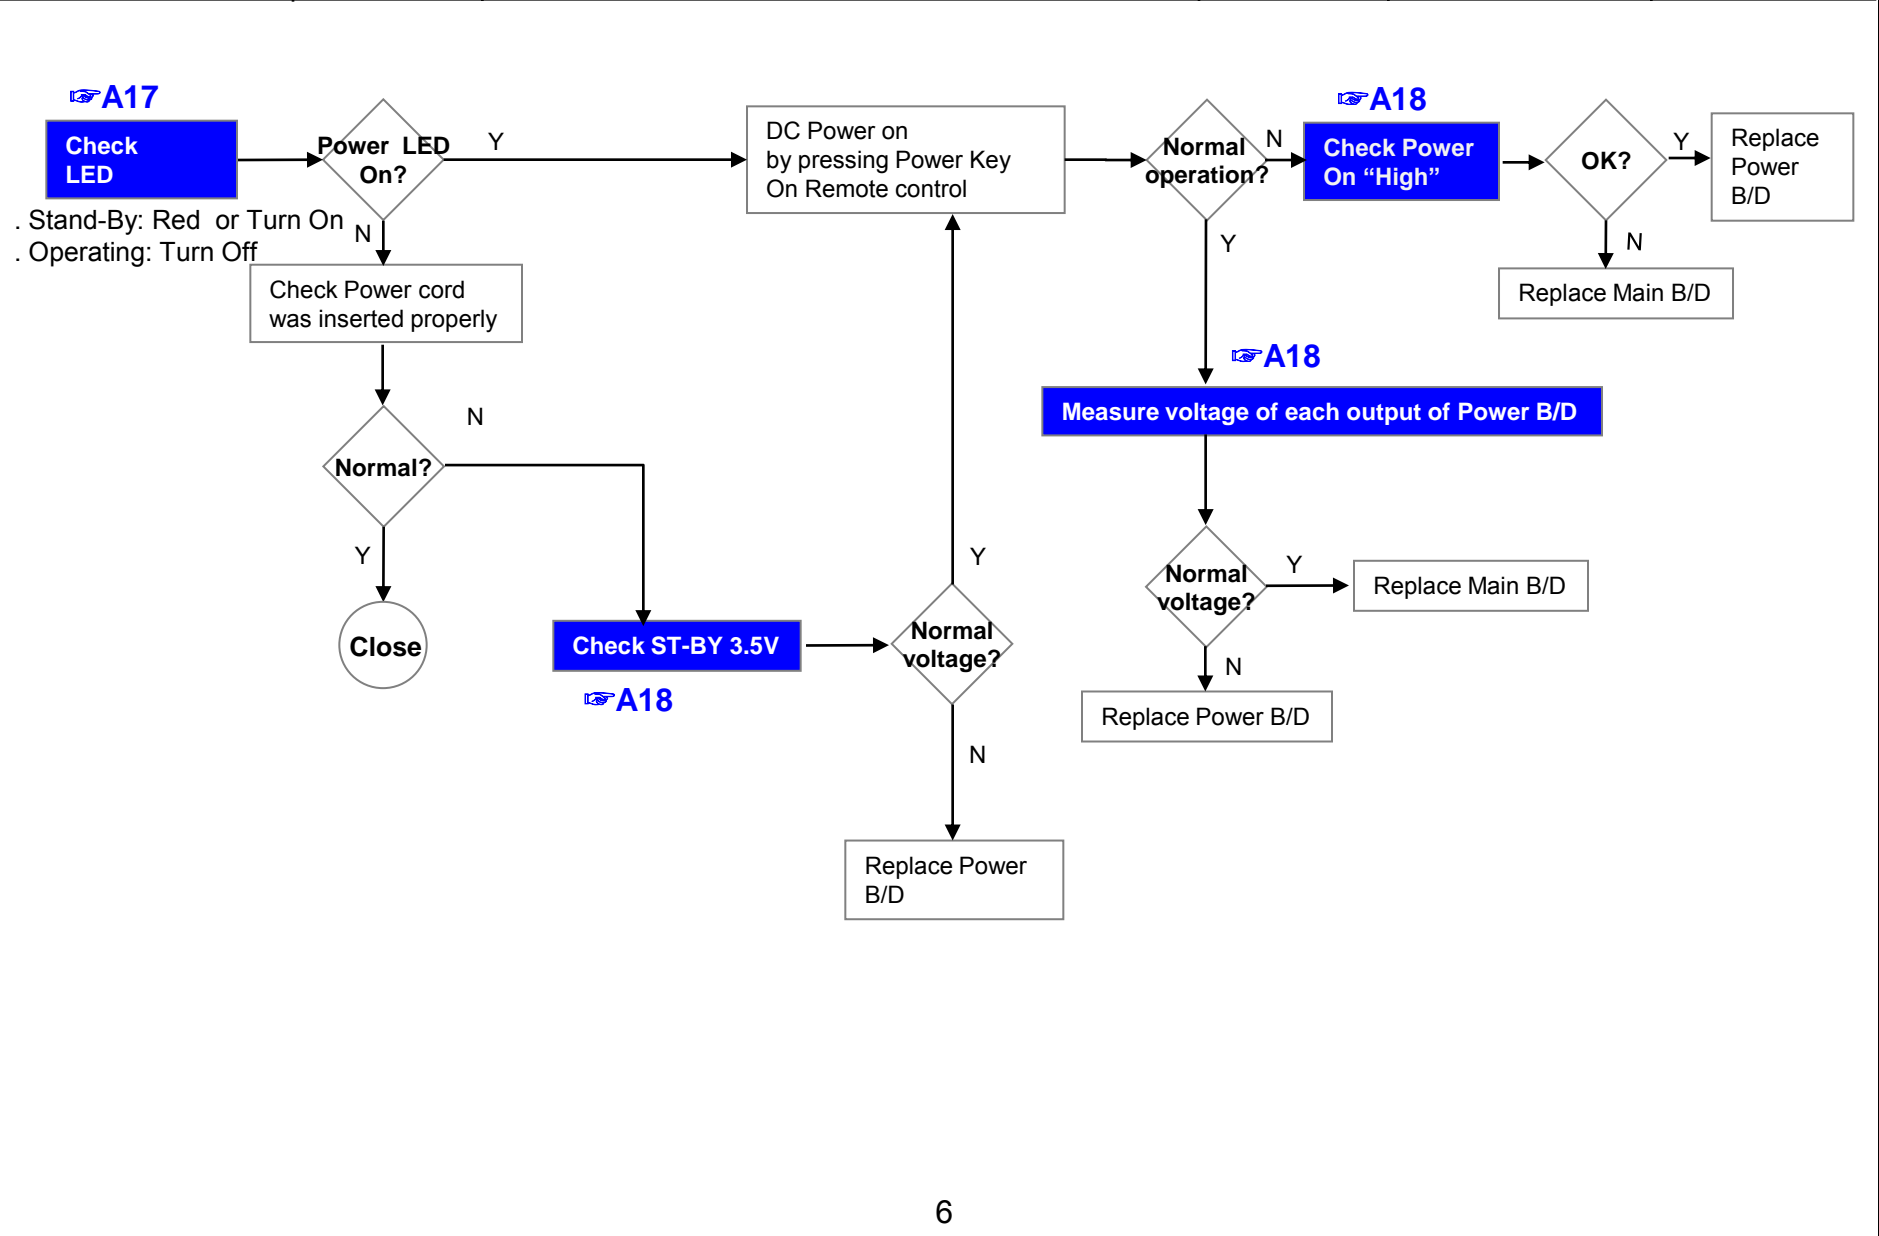 ☞A17
Check
LED
. Stand-By: Red or Turn On
. Operating: Turn Off
Power LED
On?
Y
N
Check Power cord
was inserted properly
Normal?
N
Y
Close
Check ST-BY 3.5V
☞A18
Normal
voltage?
Y
N
Replace Power
B/D
DC Power on
by pressing Power Key
On Remote control
Normal
operation?
N
Y
☞A18
Check Power
On “High”
OK?
Y
Replace
Power
B/D
N
Replace Main B/D
☞A18
Measure voltage of each output of Power B/D
Normal
voltage?
Y
Replace Main B/D
N
Replace Power B/D
6